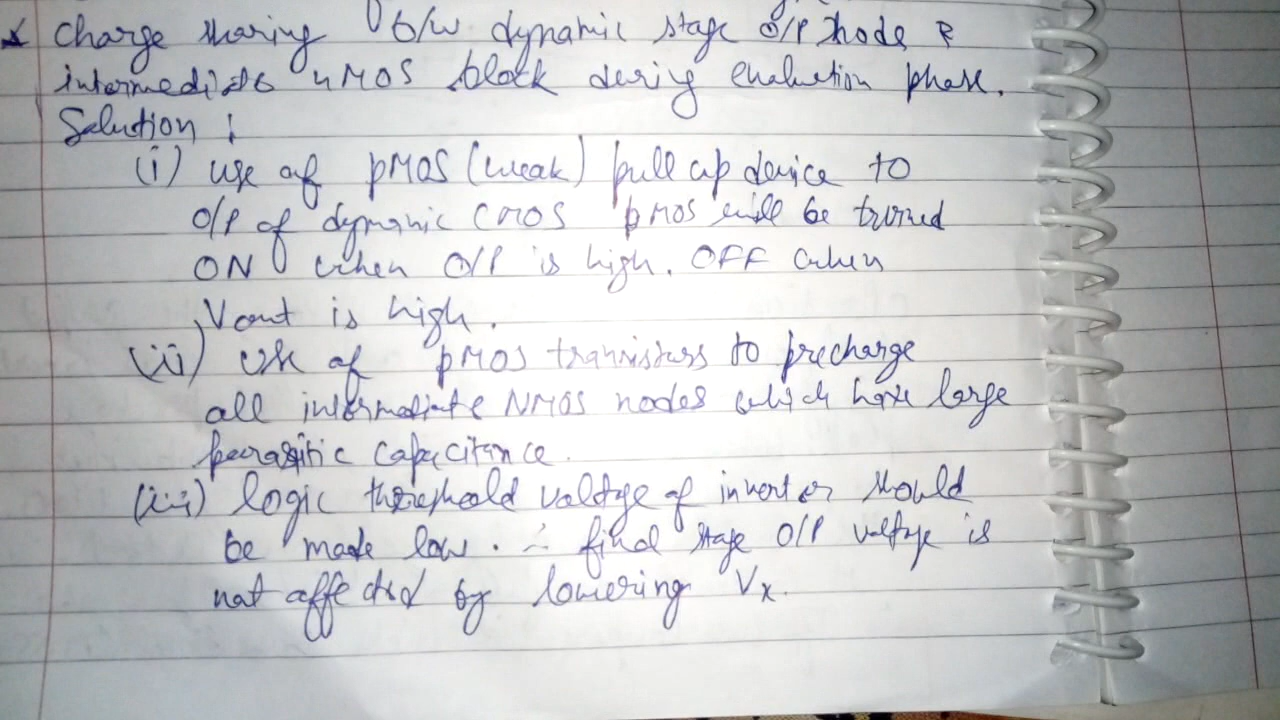 Charge sharing b/w dynamic stage O/P node &
intermediate nMOS block during evaluation phase.
Solution :
(i) Use of pMOS (weak) pull up device to
O/P of dynamic CMOS pMOS will be turned
ON when O/P is high. OFF when
Vout is high.
(ii) Use of pMOS transistors to precharge
all intermediate NMOS nodes which have large
parasitic capacitance.
(iii) logic threshold voltage of inverter should
be made low. ∴ final stage O/P voltage is
not affected by lowering Vx.